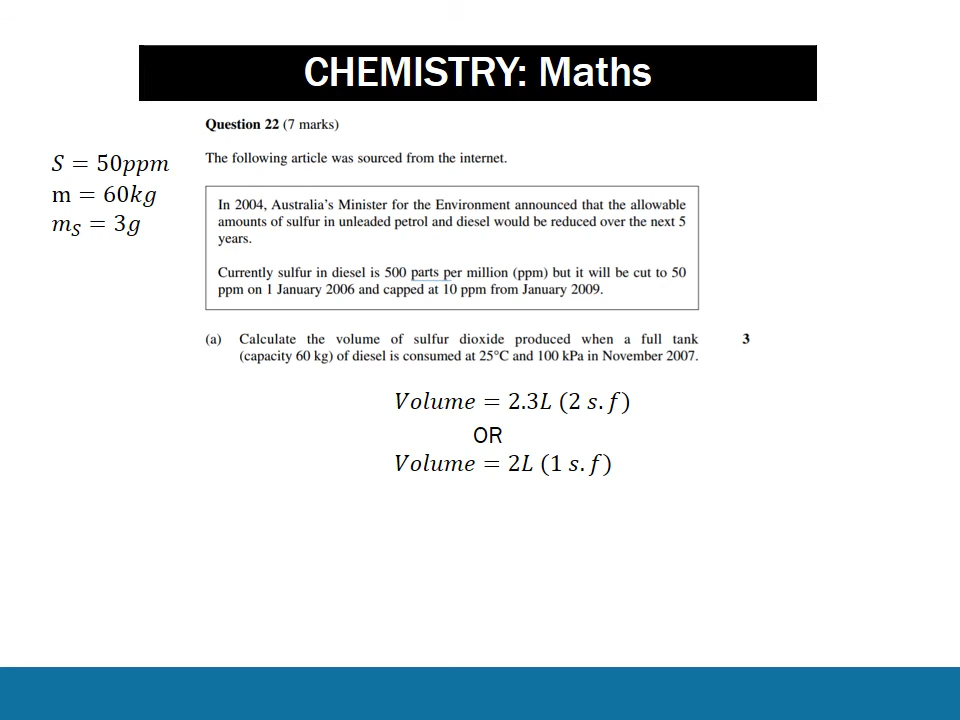 CHEMISTRY: Maths
Question 22 (7 marks)
S = 50ppm
m = 60kg
m_S = 3g
The following article was sourced from the internet.
In 2004, Australia's Minister for the Environment announced that the allowable
amounts of sulfur in unleaded petrol and diesel would be reduced over the next 5
years.
Currently sulfur in diesel is 500 parts per million (ppm) but it will be cut to 50
ppm on 1 January 2006 and capped at 10 ppm from January 2009.
(a) Calculate the volume of sulfur dioxide produced when a full tank 3
(capacity 60 kg) of diesel is consumed at 25°C and 100 kPa in November 2007.
Volume = 2.3L (2 s.f)
OR
Volume = 2L (1 s.f)